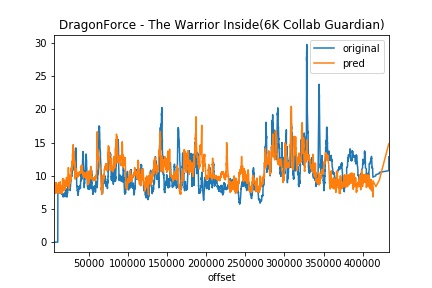 DragonForce - The Warrior Inside(6K Collab Guardian)
original
pred
30
25
20
15
10
5
0
50000 100000 150000 200000 250000 300000 350000 400000
offset